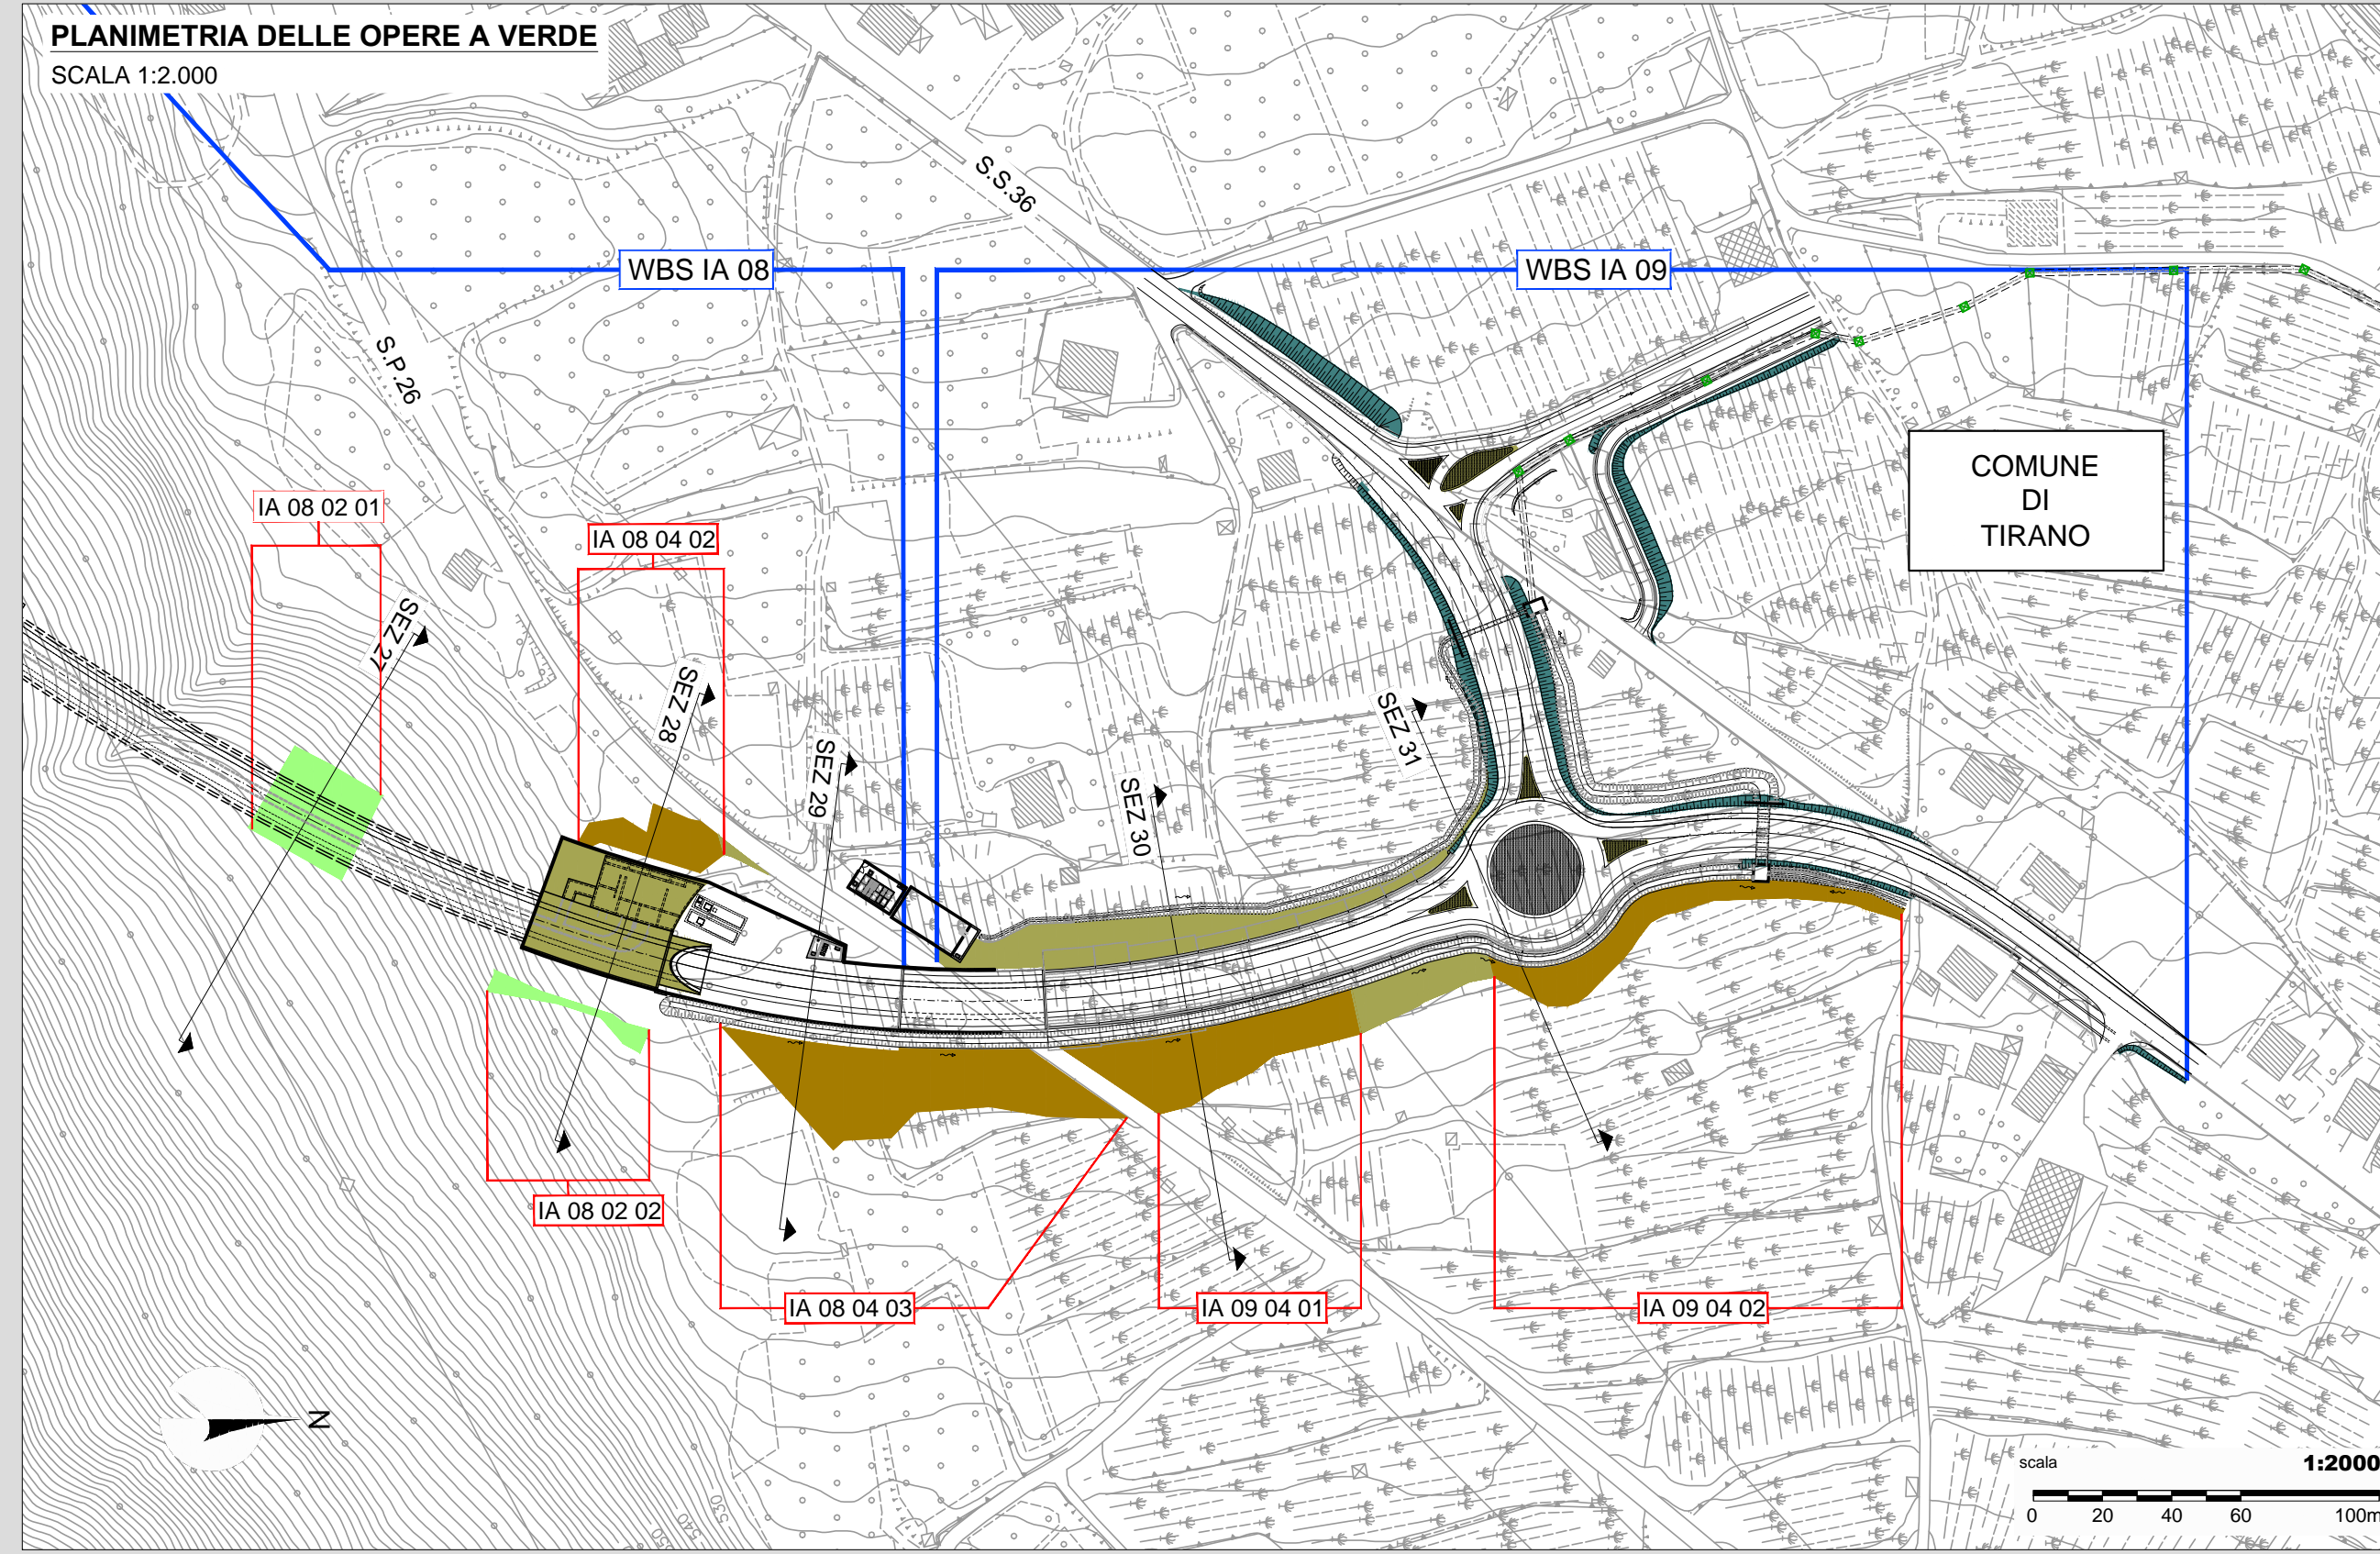 PLANIMETRIA DELLE OPERE A VERDE
SCALA 1:2.000
S.S.36
WBS IA 08
WBS IA 09
S.P.26
COMUNE
DI
TIRANO
IA 08 02 01
IA 08 04 02
SEZ 27
SEZ 28
SEZ 29
SEZ 30
SEZ 31
IA 08 02 02
IA 08 04 03
IA 09 04 01
IA 09 04 02
N
scala 1:2000
0 20 40 60 100m
550
540
530